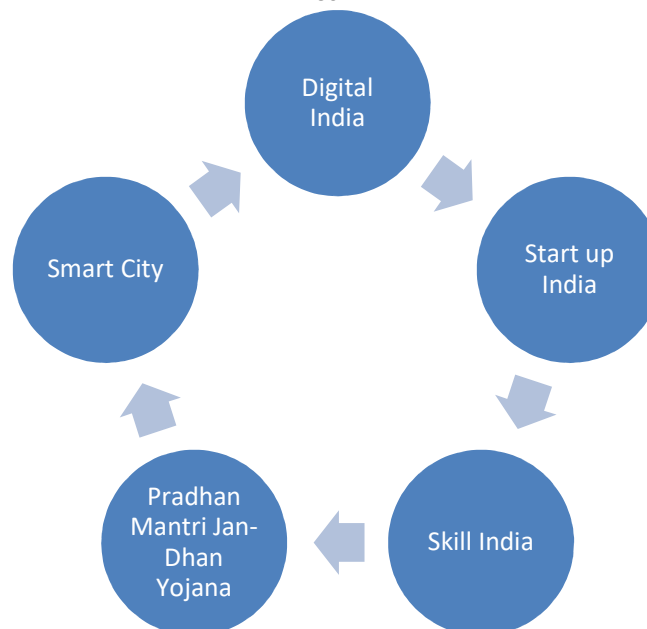 Digital
India
Start up
India
Skill India
Pradhan
Mantri Jan-
Dhan
Yojana
Smart City